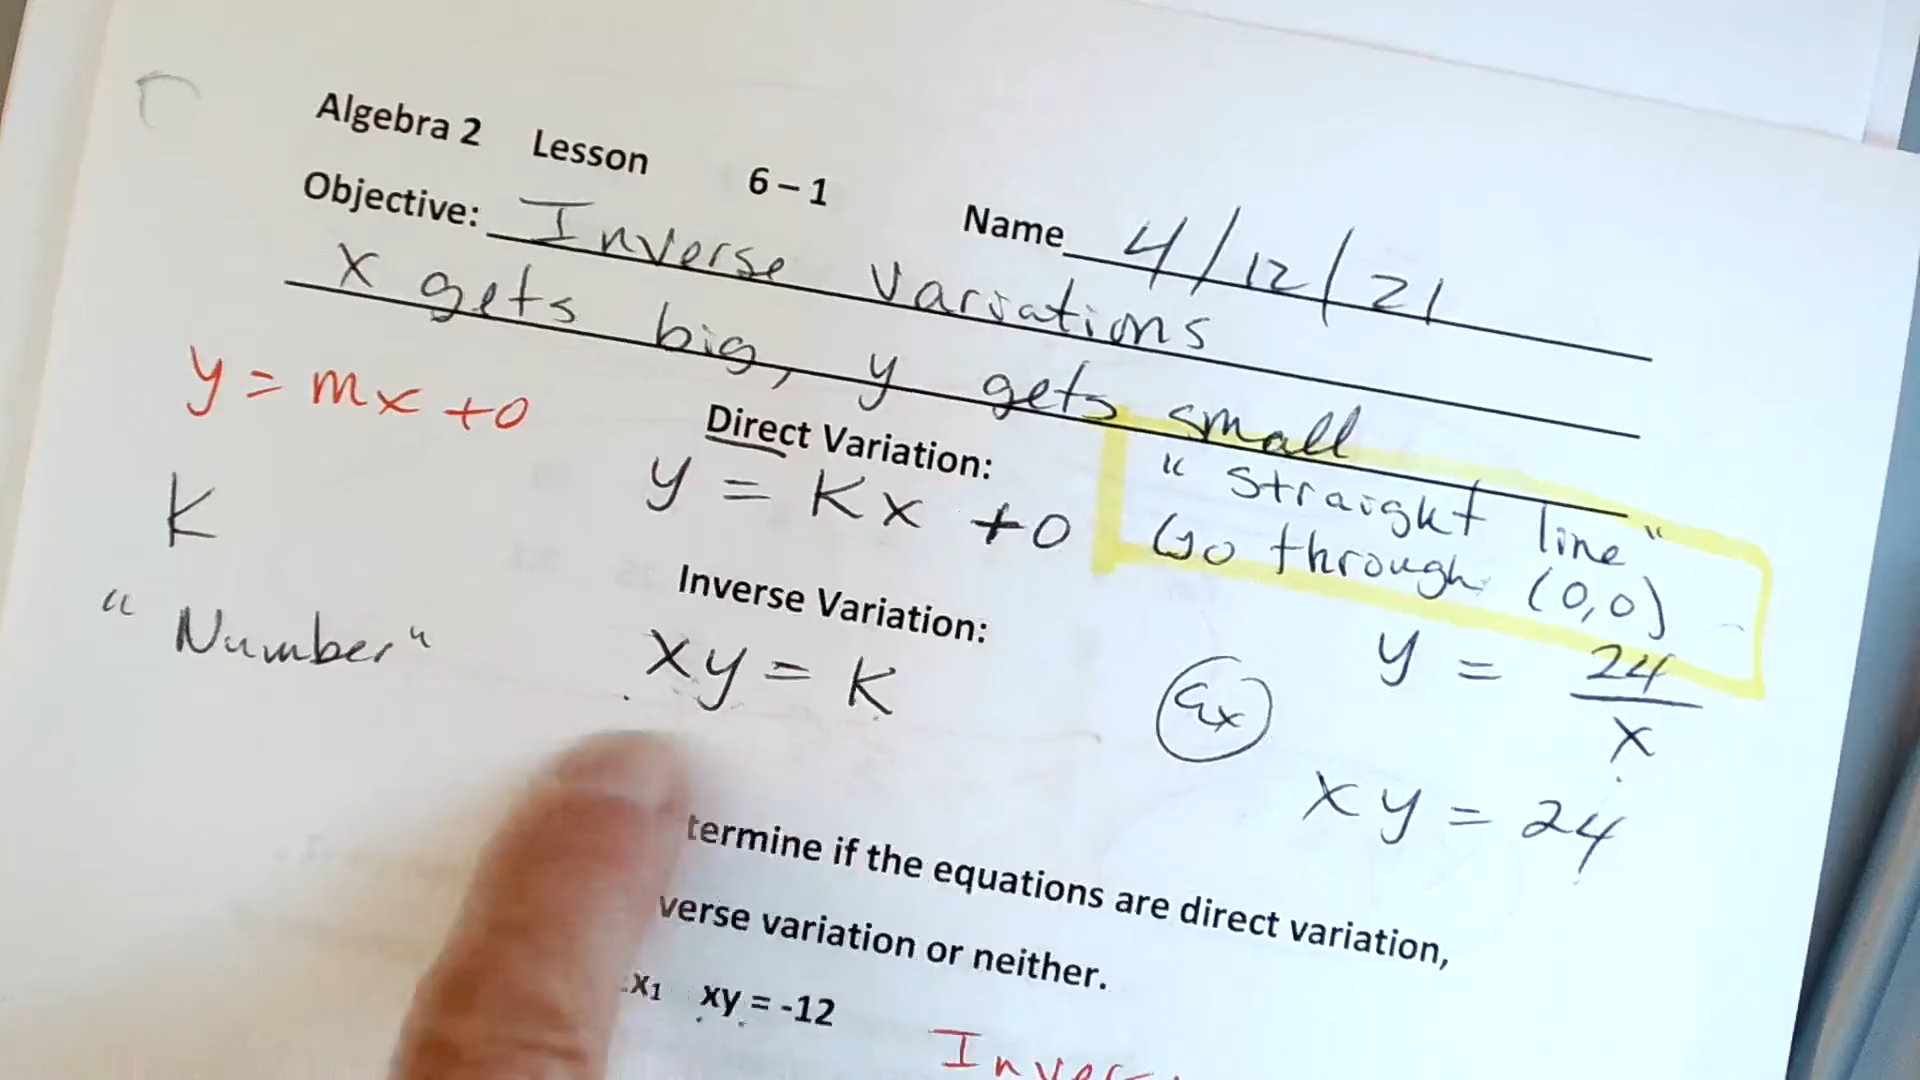 Algebra 2 Lesson 6 – 1
Name 4/12/21
Objective: Inverse variations
x gets big, y gets small
y = mx +0
Direct Variation:
"Straight line"
y = Kx +0
Go through (0,0)
K
Inverse Variation:
"Number"
xy = K
Ex
y = 24/x
xy = 24
termine if the equations are direct variation,
verse variation or neither.
x₁ xy = -12